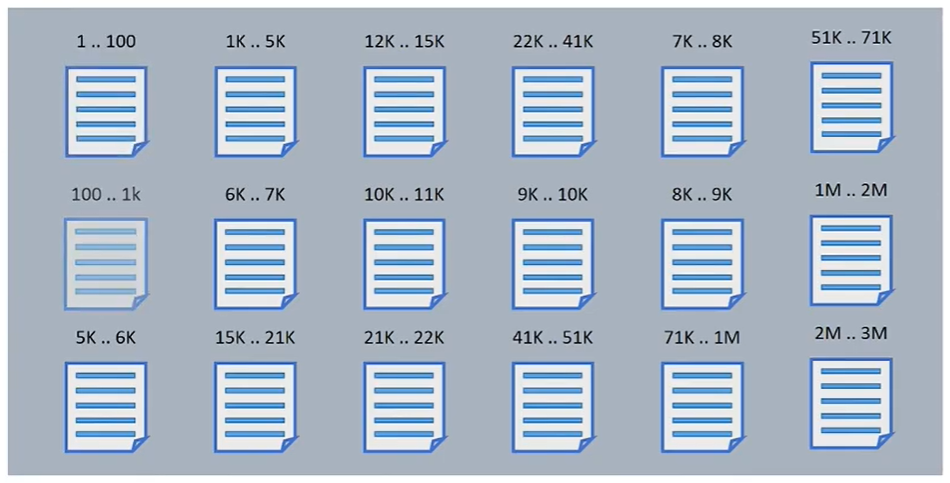 1 .. 100
1K .. 5K
12K .. 15K
22K .. 41K
7K .. 8K
51K .. 71K
100 .. 1k
6K .. 7K
10K .. 11K
9K .. 10K
8K .. 9K
1M .. 2M
5K .. 6K
15K .. 21K
21K .. 22K
41K .. 51K
71K .. 1M
2M .. 3M